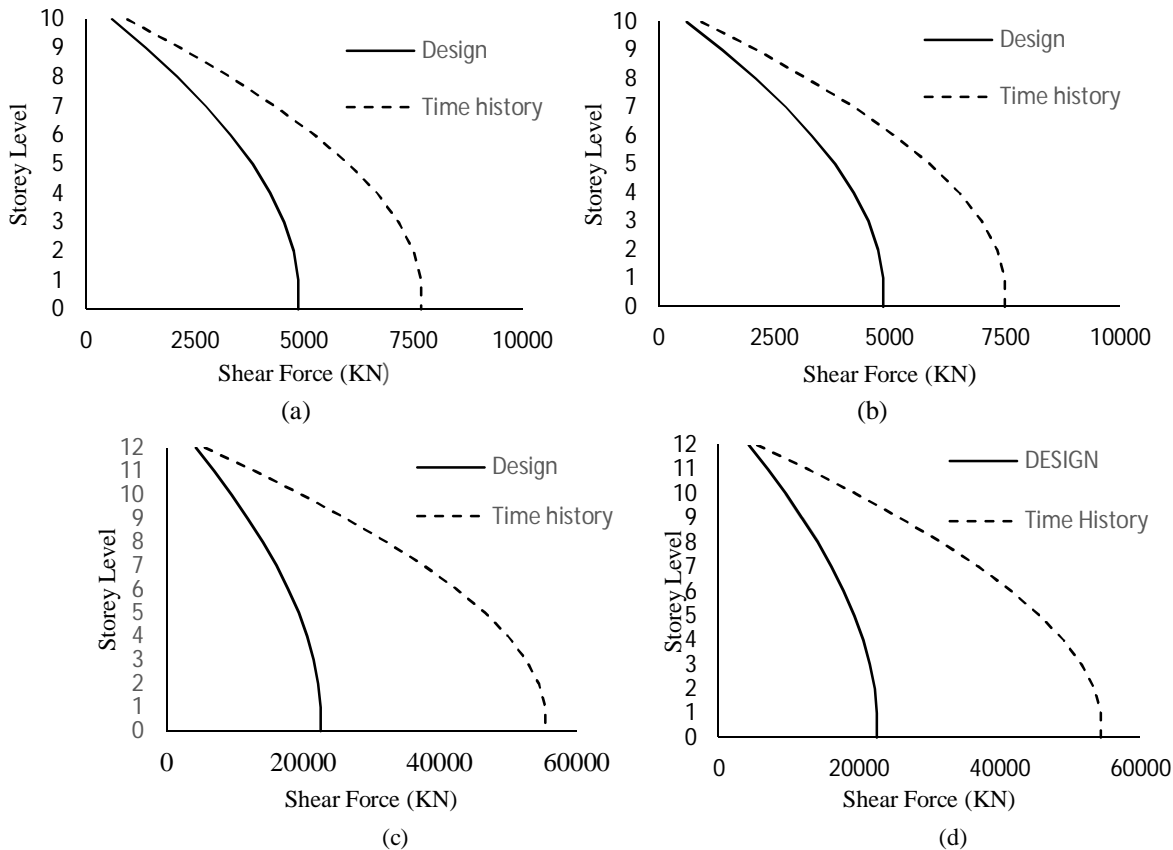 10
9
8
7
6
5
4
3
2
1
0
Storey Level
Design
Time history
0 2500 5000 7500 10000
Shear Force (KN)
(a)
10
9
8
7
6
5
4
3
2
1
0
Storey Level
Design
Time history
0 2500 5000 7500 10000
Shear Force (KN)
(b)
12
11
10
9
8
7
6
5
4
3
2
1
0
Storey Level
Design
Time history
0 20000 40000 60000
Shear Force (KN)
(c)
12
11
10
9
8
7
6
5
4
3
2
1
0
Storey Level
DESIGN
Time History
0 20000 40000 60000
Shear Force (KN)
(d)